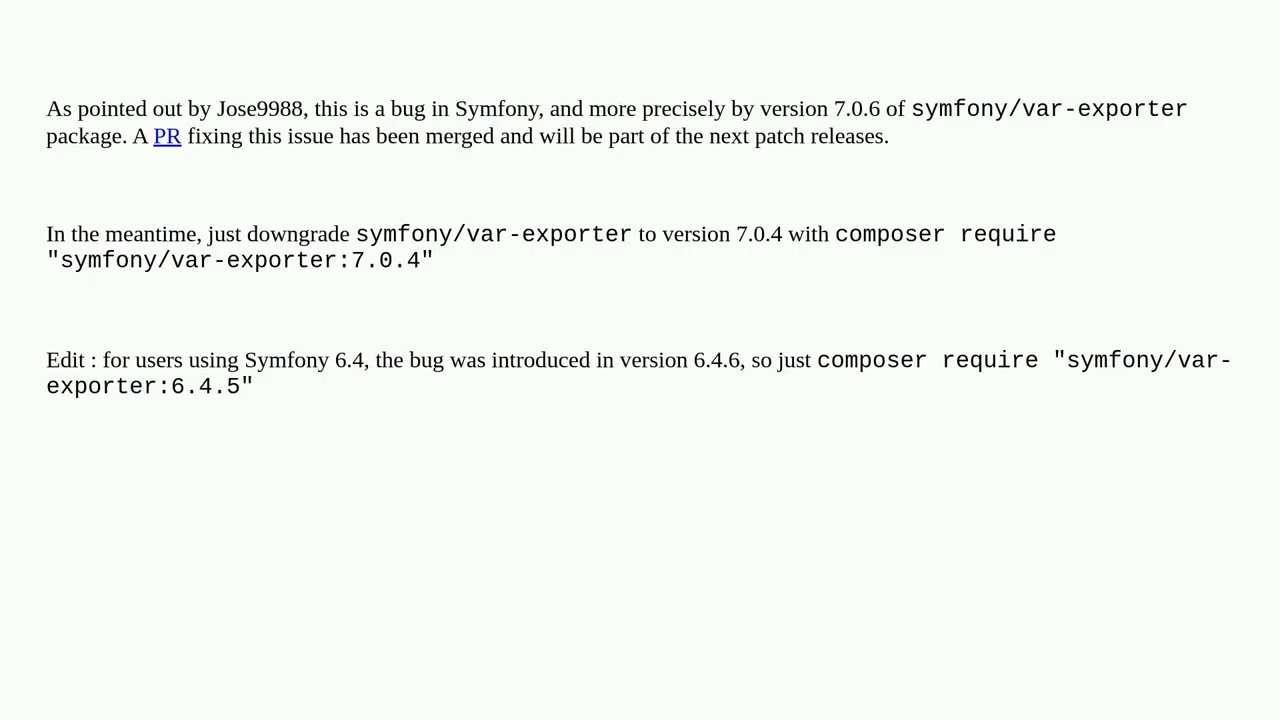 As pointed out by Jose9988, this is a bug in Symfony, and more precisely by version 7.0.6 of symfony/var-exporter
package. A PR fixing this issue has been merged and will be part of the next patch releases.
In the meantime, just downgrade symfony/var-exporter to version 7.0.4 with composer require
"symfony/var-exporter:7.0.4"
Edit : for users using Symfony 6.4, the bug was introduced in version 6.4.6, so just composer require "symfony/var-
exporter:6.4.5"